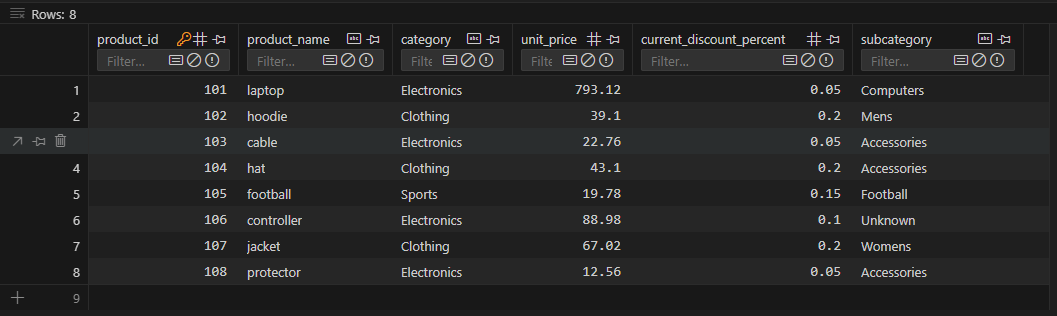 Rows: 8
product_id product_name category unit_price current_discount_percent subcategory
Filter... Filter... Filte Filte Filter... Filter...
1 101 laptop Electronics 793.12 0.05 Computers
2 102 hoodie Clothing 39.1 0.2 Mens
103 cable Electronics 22.76 0.05 Accessories
4 104 hat Clothing 43.1 0.2 Accessories
5 105 football Sports 19.78 0.15 Football
6 106 controller Electronics 88.98 0.1 Unknown
7 107 jacket Clothing 67.02 0.2 Womens
8 108 protector Electronics 12.56 0.05 Accessories
9